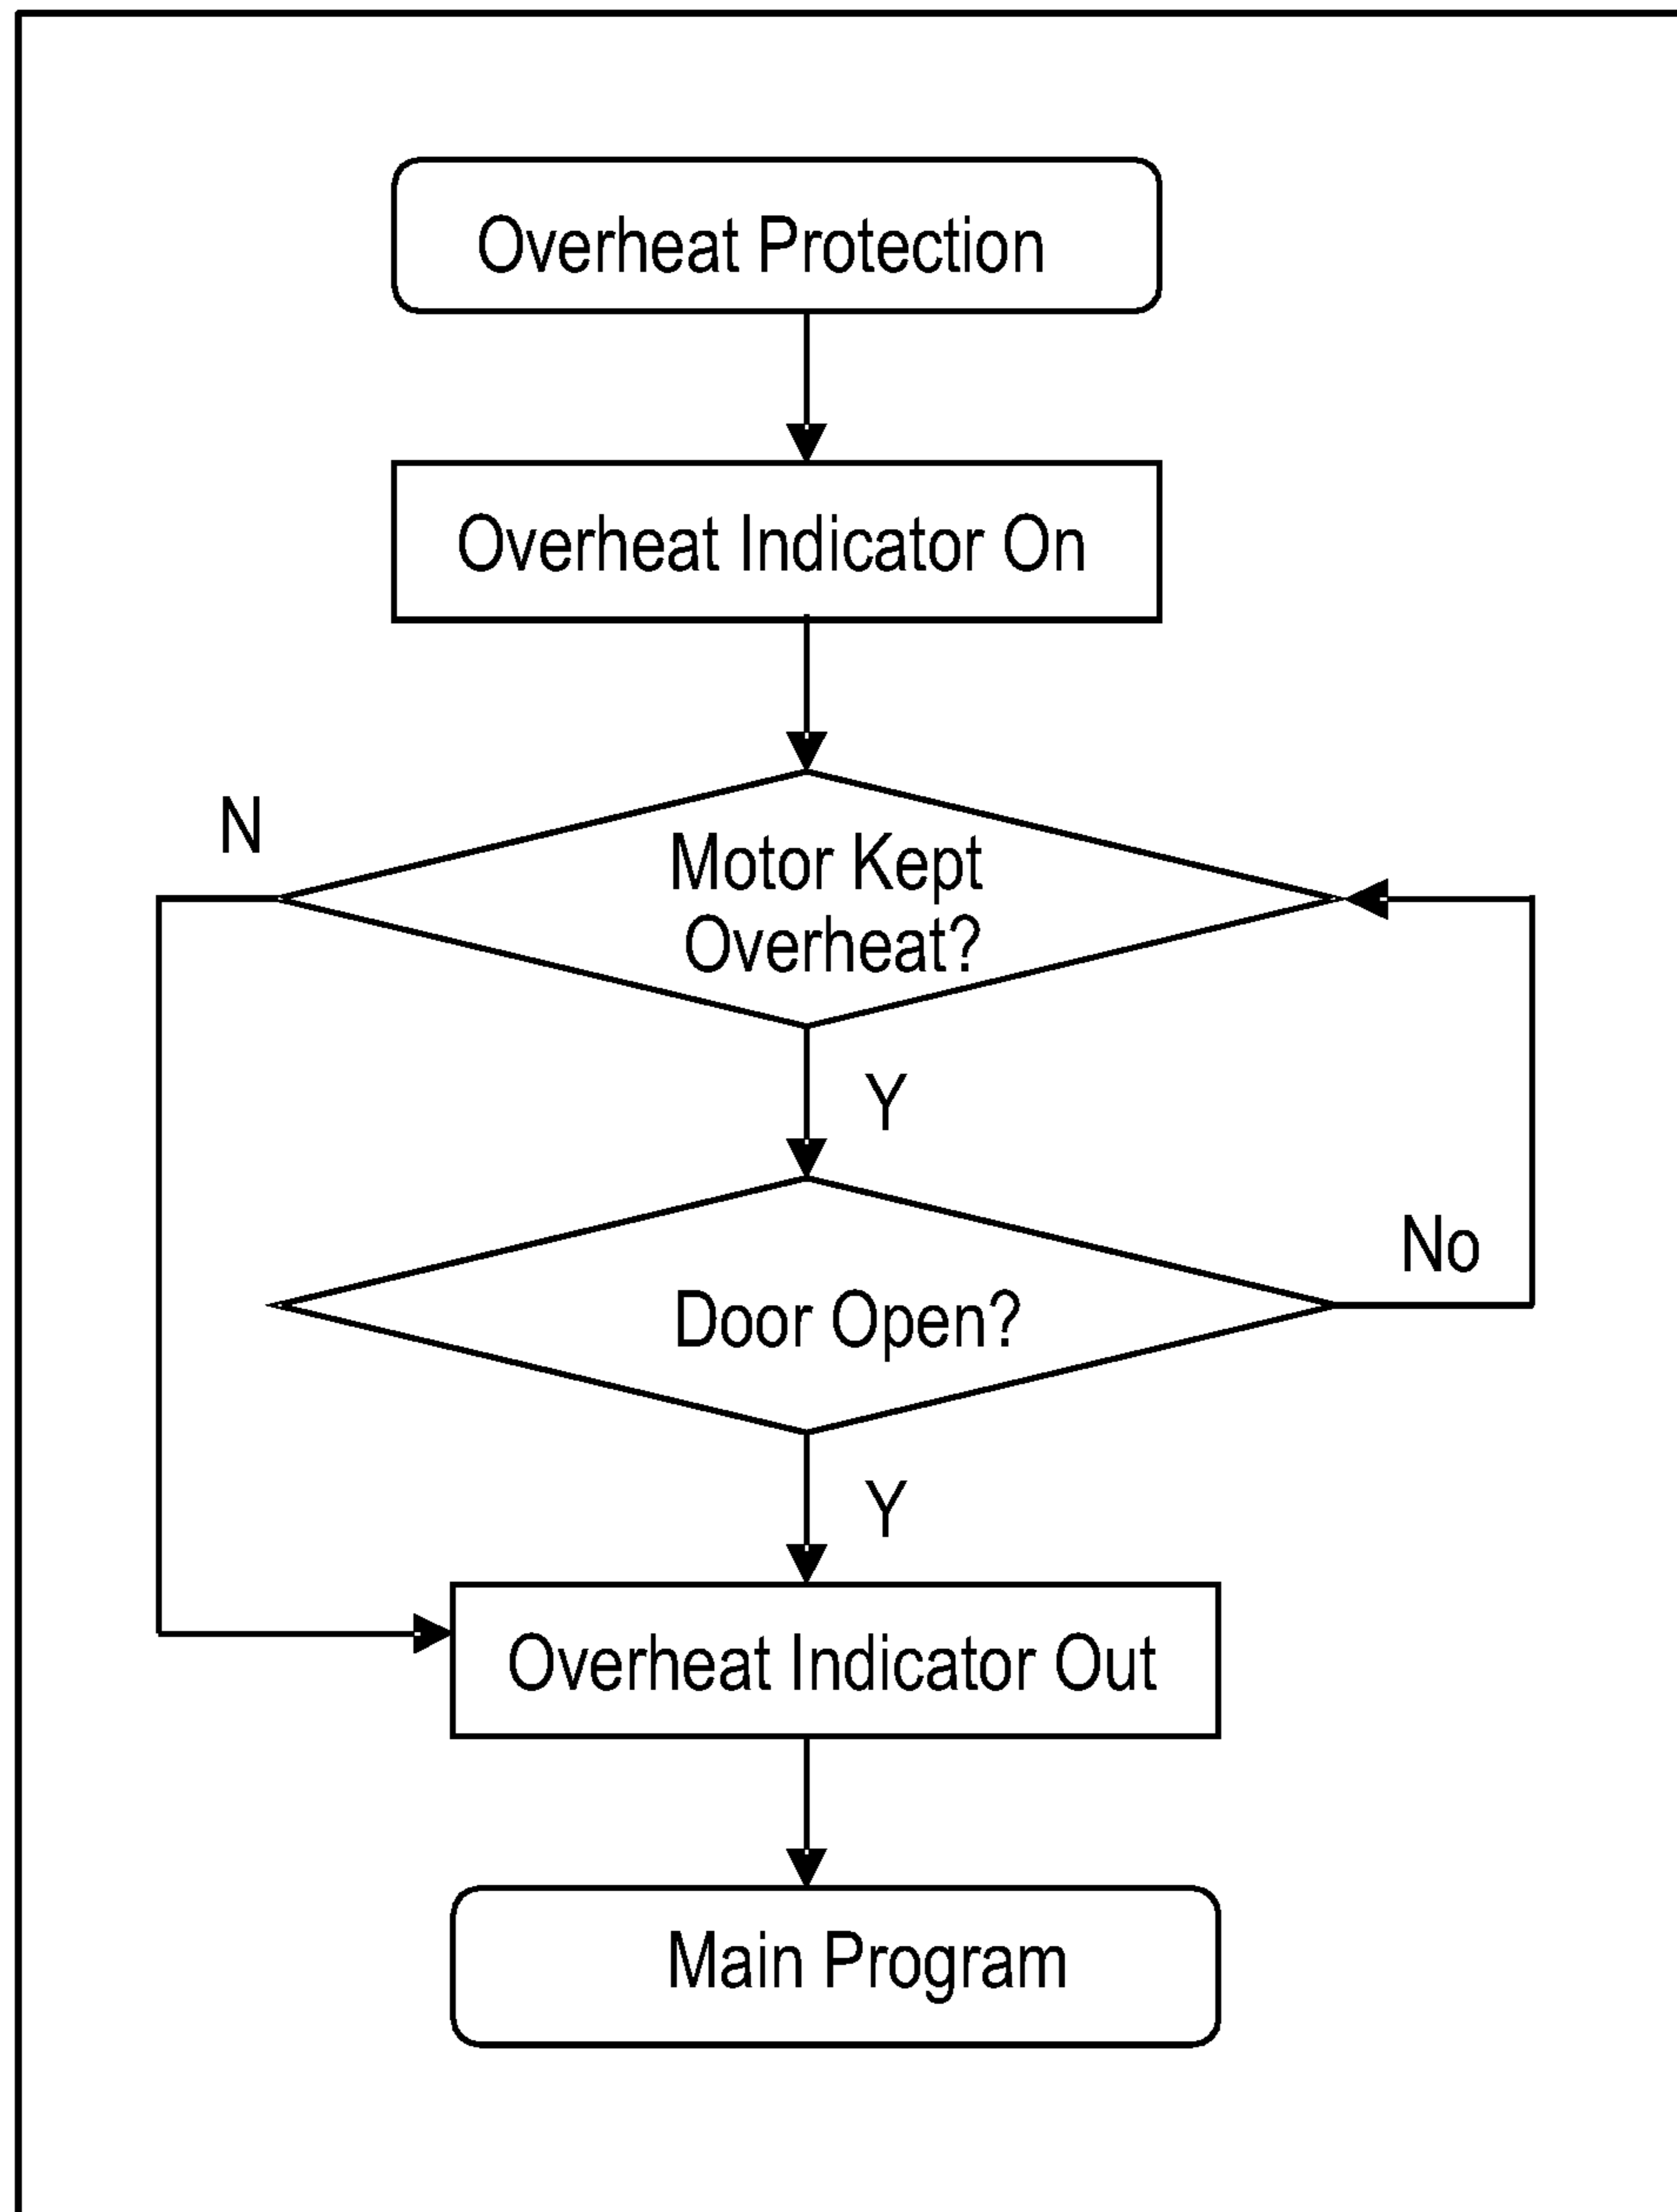 Overheat Protection
Overheat Indicator On
N
Motor Kept
Overheat?
Y
No
Door Open?
Y
Overheat Indicator Out
Main Program